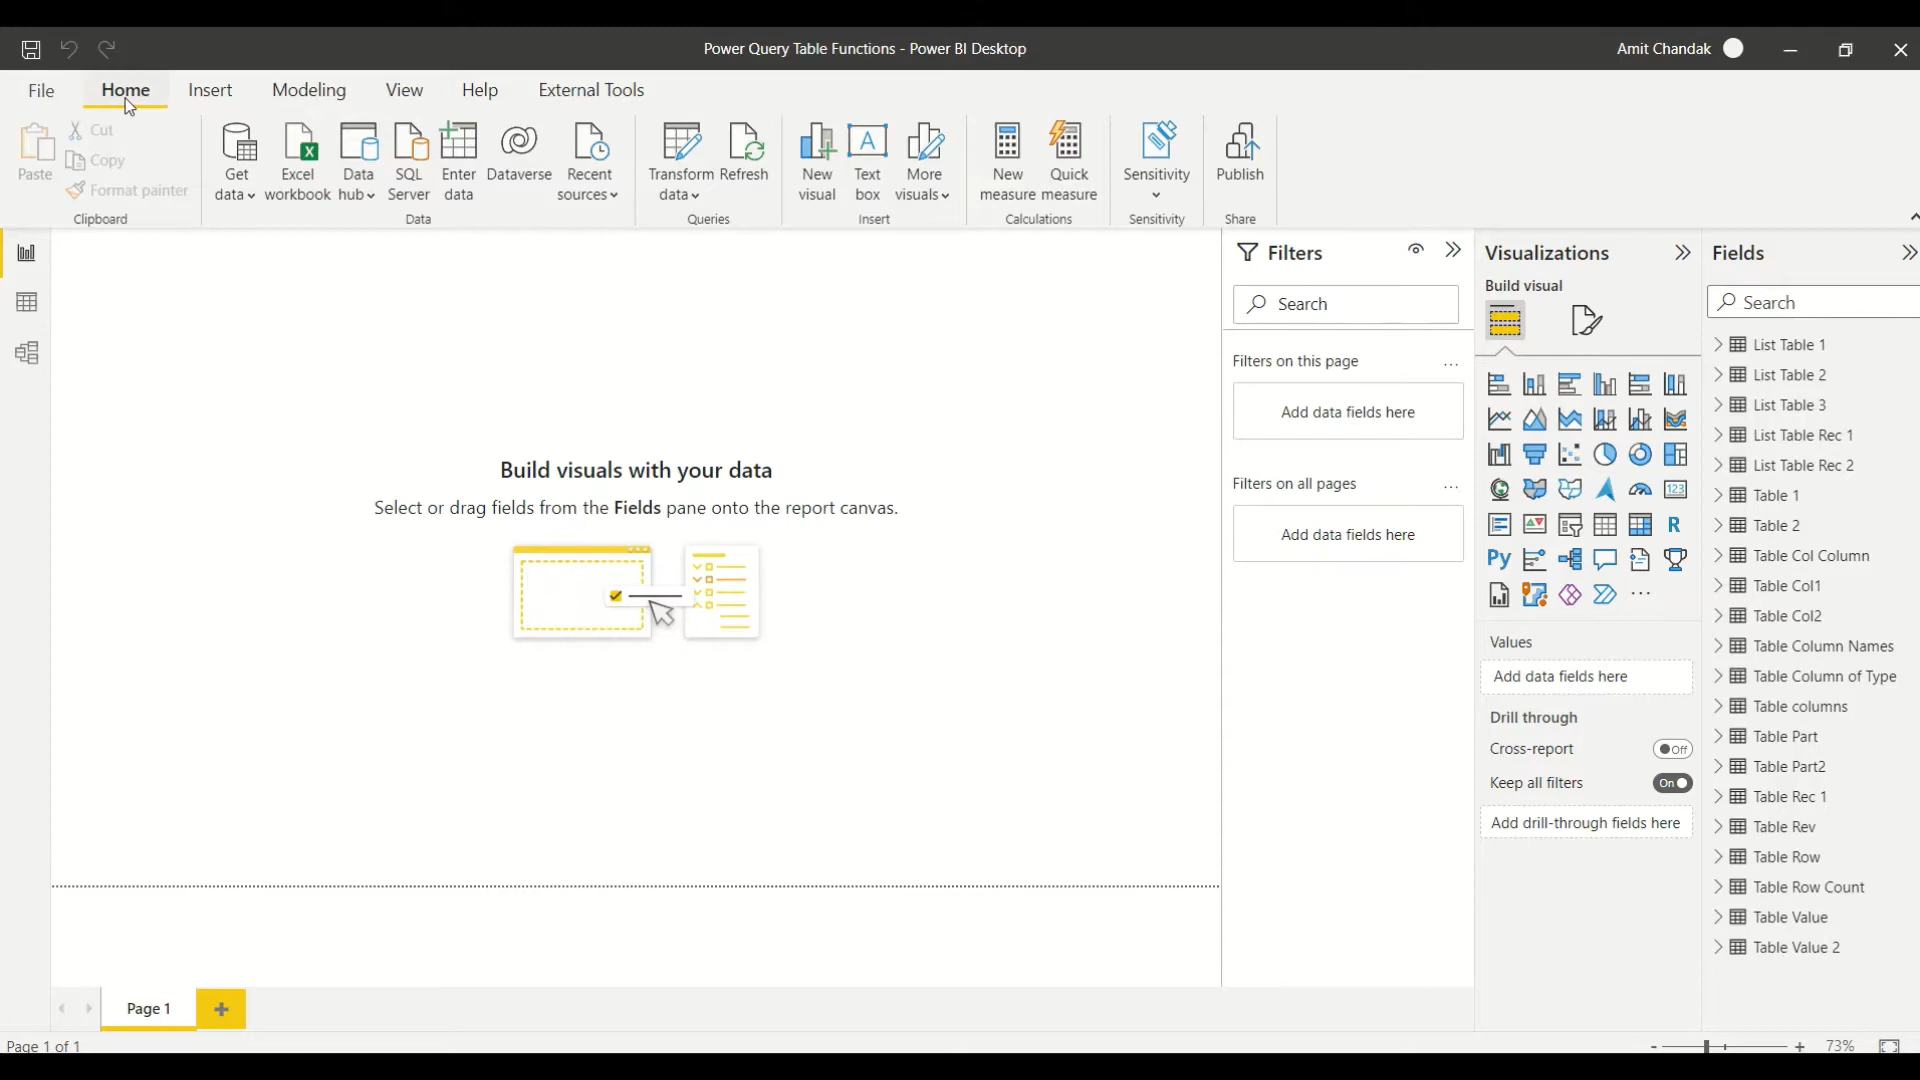 Power Query Table Functions - Power BI Desktop
Amit Chandak
File
Home
Insert
Modeling
View
Help
External Tools
Paste
Cut
Copy
Format painter
Clipboard
Get
data
Excel
workbook
Data
hub
SQL
Server
Enter
data
Dataverse
Recent
sources
Data
Transform
data
Refresh
Queries
New
visual
Text
box
More
visuals
Insert
New
measure
Quick
measure
Calculations
Sensitivity
Sensitivity
Publish
Share
Build visuals with your data
Select or drag fields from the Fields pane onto the report canvas.
Filters
Search
Filters on this page
...
Add data fields here
Filters on all pages
...
Add data fields here
Visualizations
Build visual
123
R
Py
...
Values
Add data fields here
Drill through
Cross-report
Off
Keep all filters
On
Add drill-through fields here
Fields
Search
List Table 1
List Table 2
List Table 3
List Table Rec 1
List Table Rec 2
Table 1
Table 2
Table Col Column
Table Col1
Table Col2
Table Column Names
Table Column of Type
Table columns
Table Part
Table Part2
Table Rec 1
Table Rev
Table Row
Table Row Count
Table Value
Table Value 2
Page 1
Page 1 of 1
- + 73%